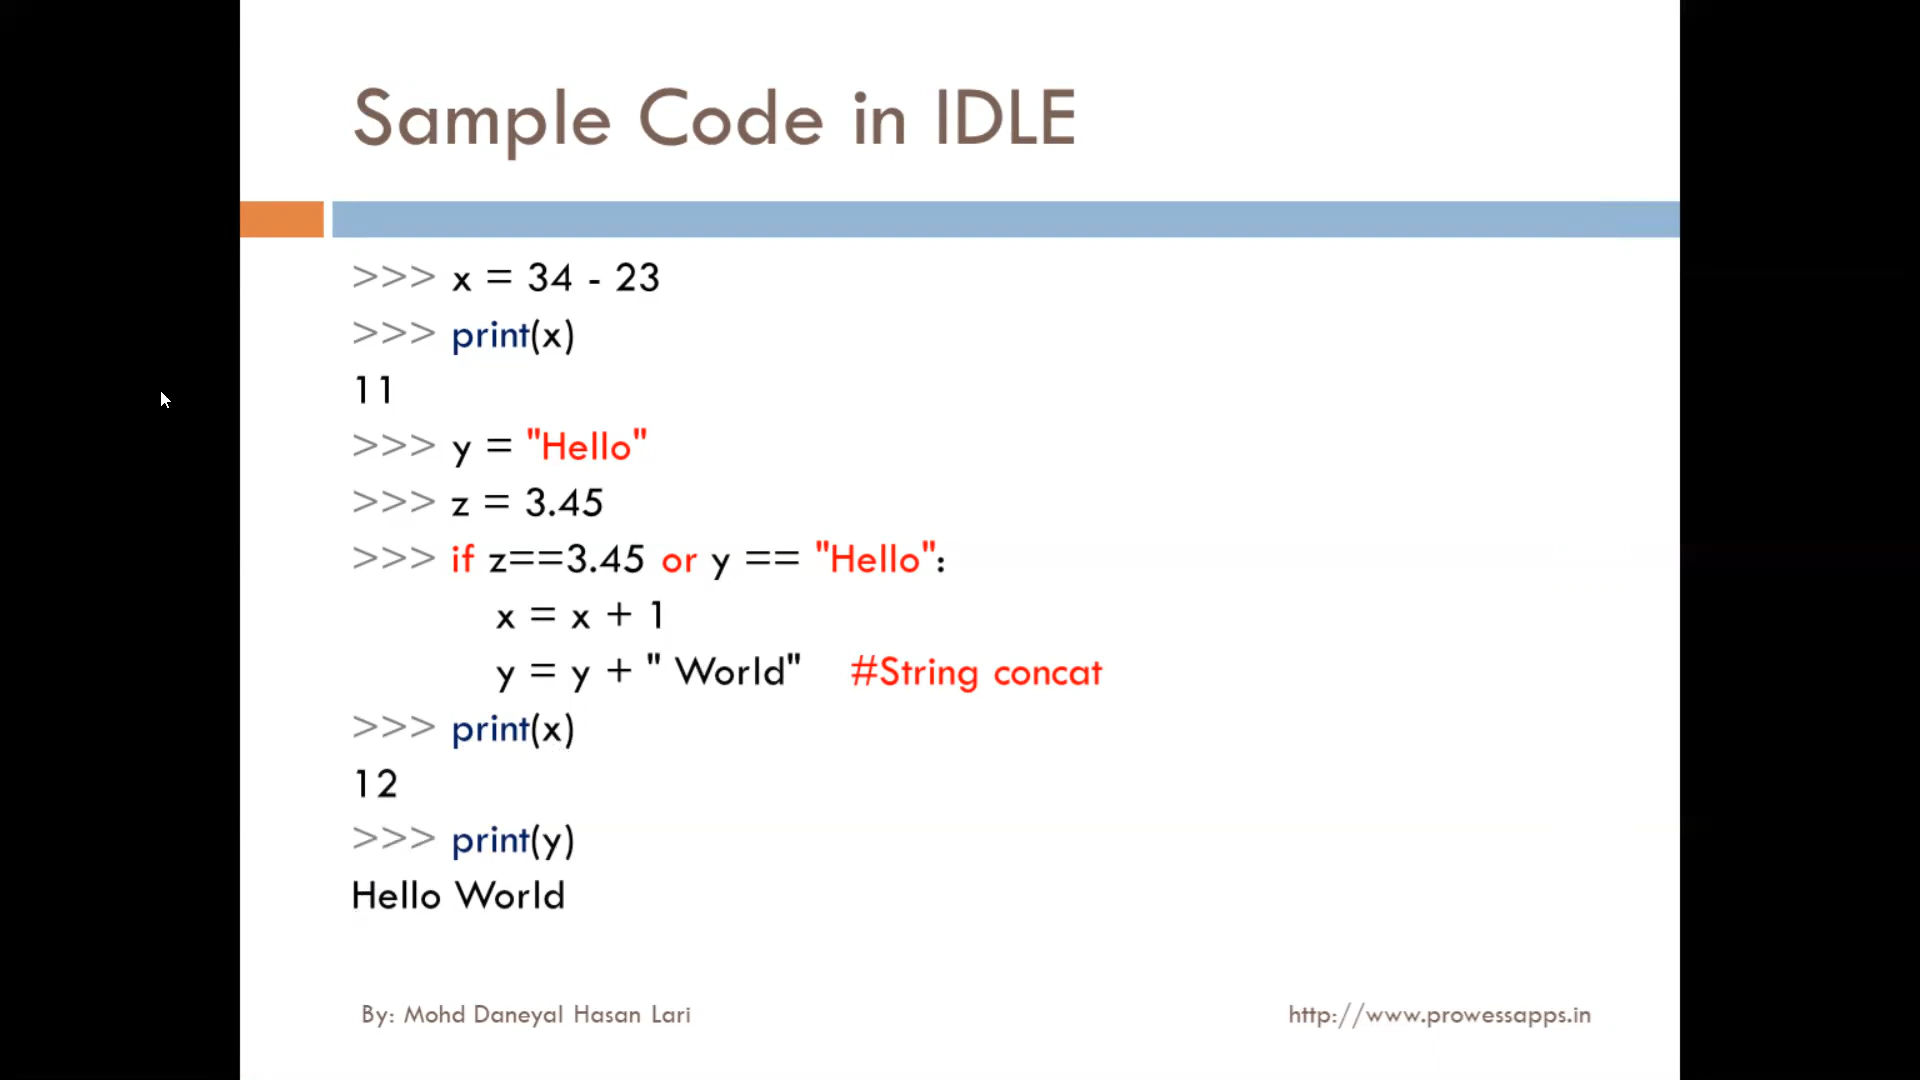 Sample Code in IDLE
>>> x = 34 - 23
>>> print(x)
11
>>> y = "Hello"
>>> z = 3.45
>>> if z==3.45 or y == "Hello":
x = x + 1
y = y + " World" #String concat
>>> print(x)
12
>>> print(y)
Hello World
By: Mohd Daneyal Hasan Lari
http://www.prowessapps.in